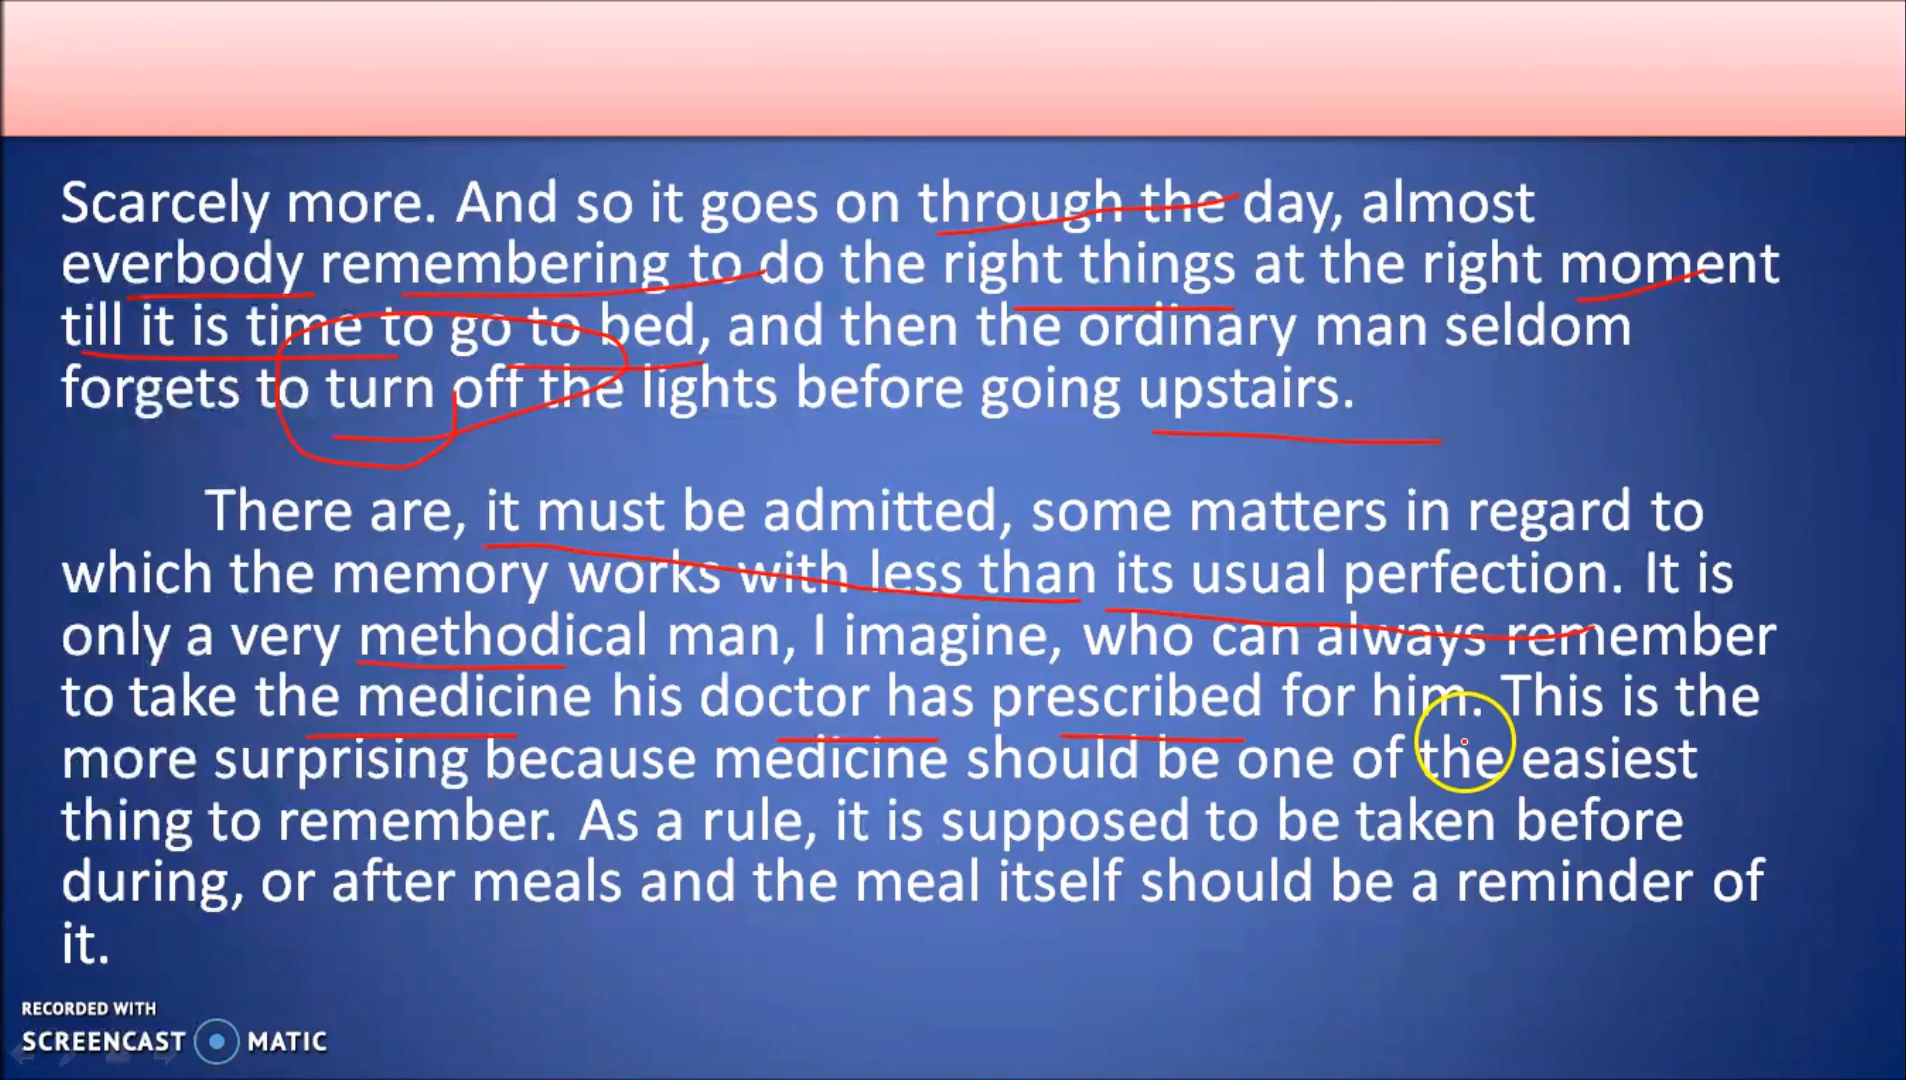 Scarcely more. And so it goes on through the day, almost
everbody remembering to do the right things at the right moment
till it is time to go to bed, and then the ordinary man seldom
forgets to turn off the lights before going upstairs.
There are, it must be admitted, some matters in regard to
which the memory works with less than its usual perfection. It is
only a very methodical man, I imagine, who can always remember
to take the medicine his doctor has prescribed for him. This is the
more surprising because medicine should be one of the easiest
thing to remember. As a rule, it is supposed to be taken before
during, or after meals and the meal itself should be a reminder of
it.
RECORDED WITH
SCREENCAST MATIC